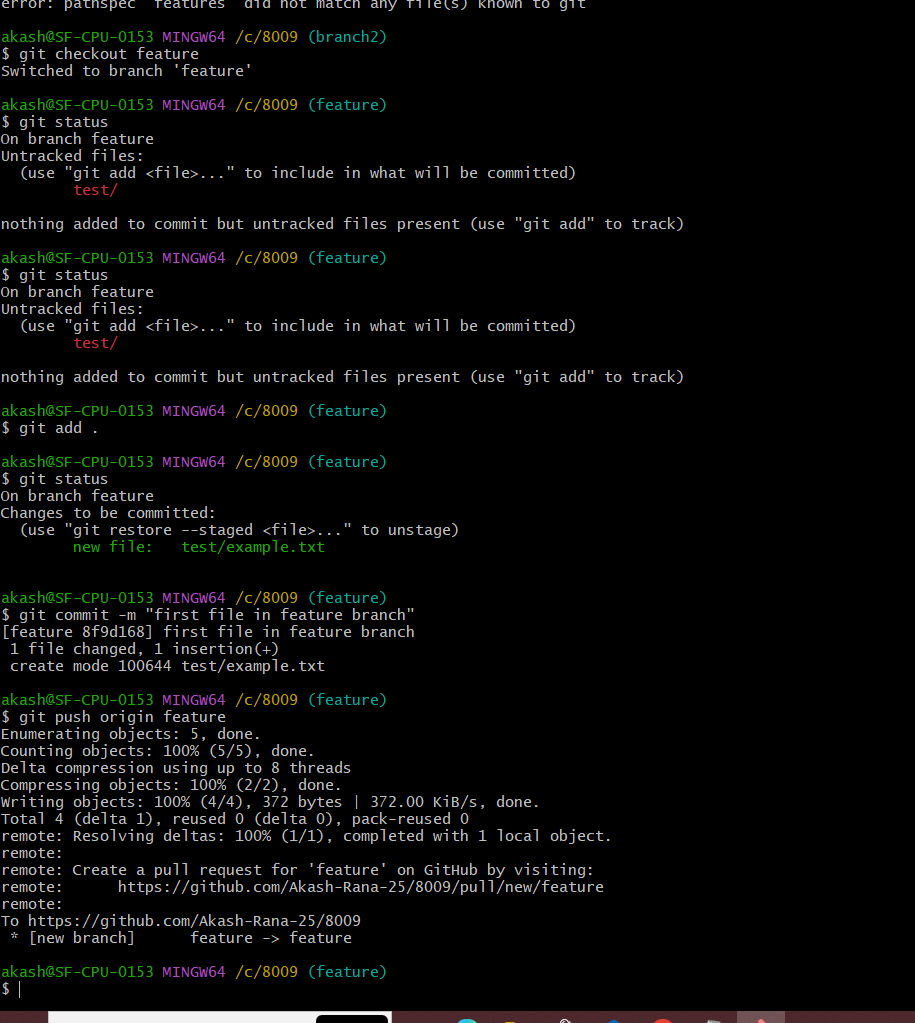 error: pathspec 'features' did not match any file(s) known to git
akash@SF-CPU-0153 MINGW64 /c/8009 (branch2)
$ git checkout feature
Switched to branch 'feature'
akash@SF-CPU-0153 MINGW64 /c/8009 (feature)
$ git status
On branch feature
Untracked files:
  (use "git add <file>..." to include in what will be committed)
        test/
nothing added to commit but untracked files present (use "git add" to track)
akash@SF-CPU-0153 MINGW64 /c/8009 (feature)
$ git status
On branch feature
Untracked files:
  (use "git add <file>..." to include in what will be committed)
        test/
nothing added to commit but untracked files present (use "git add" to track)
akash@SF-CPU-0153 MINGW64 /c/8009 (feature)
$ git add .
akash@SF-CPU-0153 MINGW64 /c/8009 (feature)
$ git status
On branch feature
Changes to be committed:
  (use "git restore --staged <file>..." to unstage)
        new file:   test/example.txt
akash@SF-CPU-0153 MINGW64 /c/8009 (feature)
$ git commit -m "first file in feature branch"
[feature 8f9d168] first file in feature branch
 1 file changed, 1 insertion(+)
 create mode 100644 test/example.txt
akash@SF-CPU-0153 MINGW64 /c/8009 (feature)
$ git push origin feature
Enumerating objects: 5, done.
Counting objects: 100% (5/5), done.
Delta compression using up to 8 threads
Compressing objects: 100% (2/2), done.
Writing objects: 100% (4/4), 372 bytes | 372.00 KiB/s, done.
Total 4 (delta 1), reused 0 (delta 0), pack-reused 0
remote: Resolving deltas: 100% (1/1), completed with 1 local object.
remote:
remote: Create a pull request for 'feature' on GitHub by visiting:
remote:      https://github.com/Akash-Rana-25/8009/pull/new/feature
remote:
To https://github.com/Akash-Rana-25/8009
 * [new branch]      feature -> feature
akash@SF-CPU-0153 MINGW64 /c/8009 (feature)
$